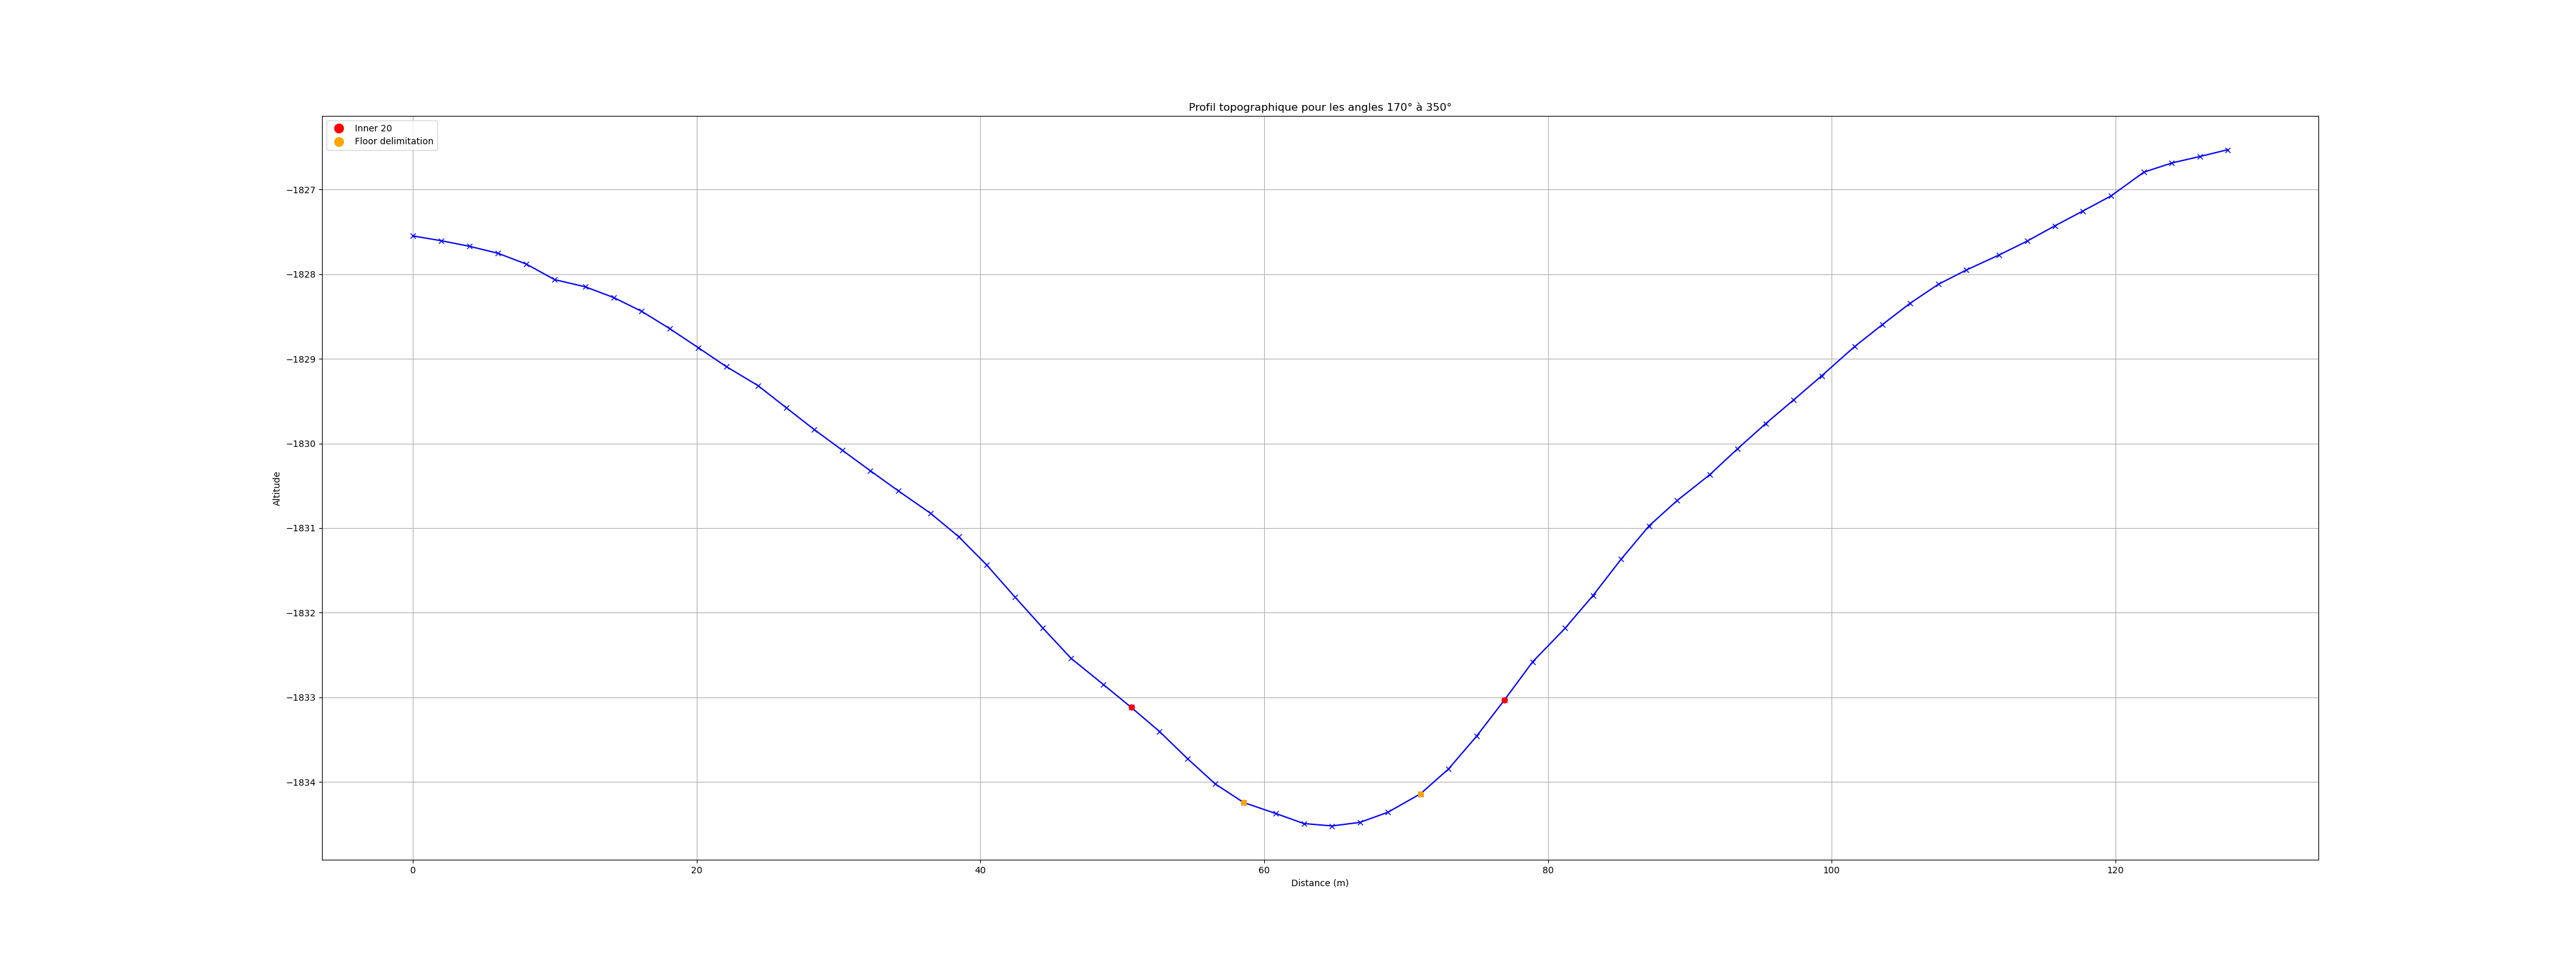 Profil topographique pour les angles 170° à 350°
Inner 20
Floor delimitation
−1827
−1828
−1829
−1830
−1831
−1832
−1833
−1834
Altitude
0 20 40 60 80 100 120
Distance (m)